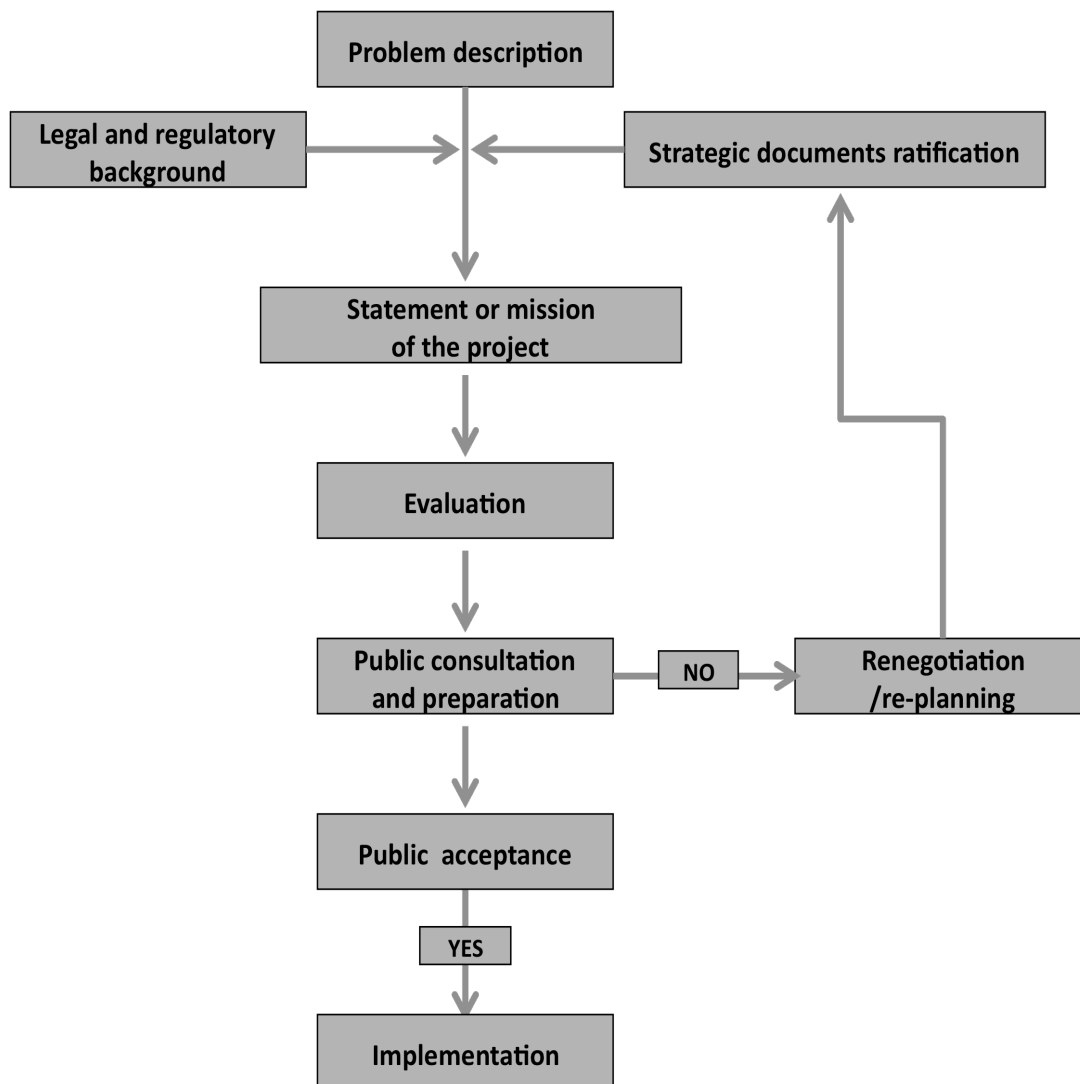 Problem description
Legal and regulatory
background
Strategic documents ratification
Statement or mission
of the project
Evaluation
Public consultation
and preparation
NO
Renegotiation
/re-planning
Public acceptance
YES
Implementation